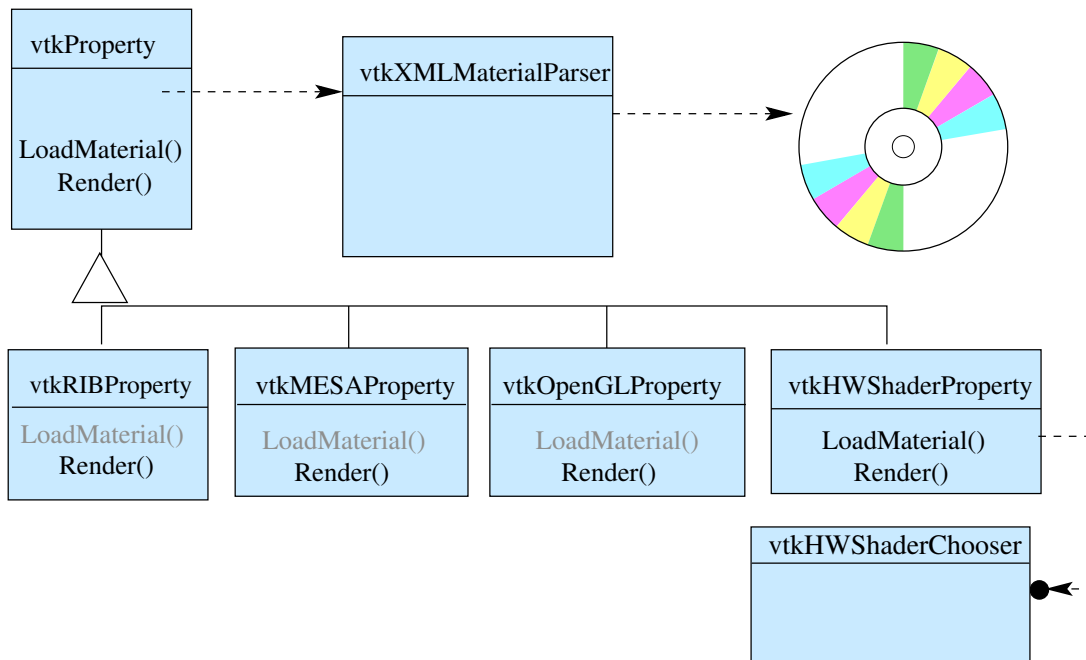 vtkProperty
LoadMaterial()
Render()
vtkXMLMaterialParser
vtkRIBProperty
LoadMaterial()
Render()
vtkMESAProperty
LoadMaterial()
Render()
vtkOpenGLProperty
LoadMaterial()
Render()
vtkHWShaderProperty
LoadMaterial()
Render()
vtkHWShaderChooser